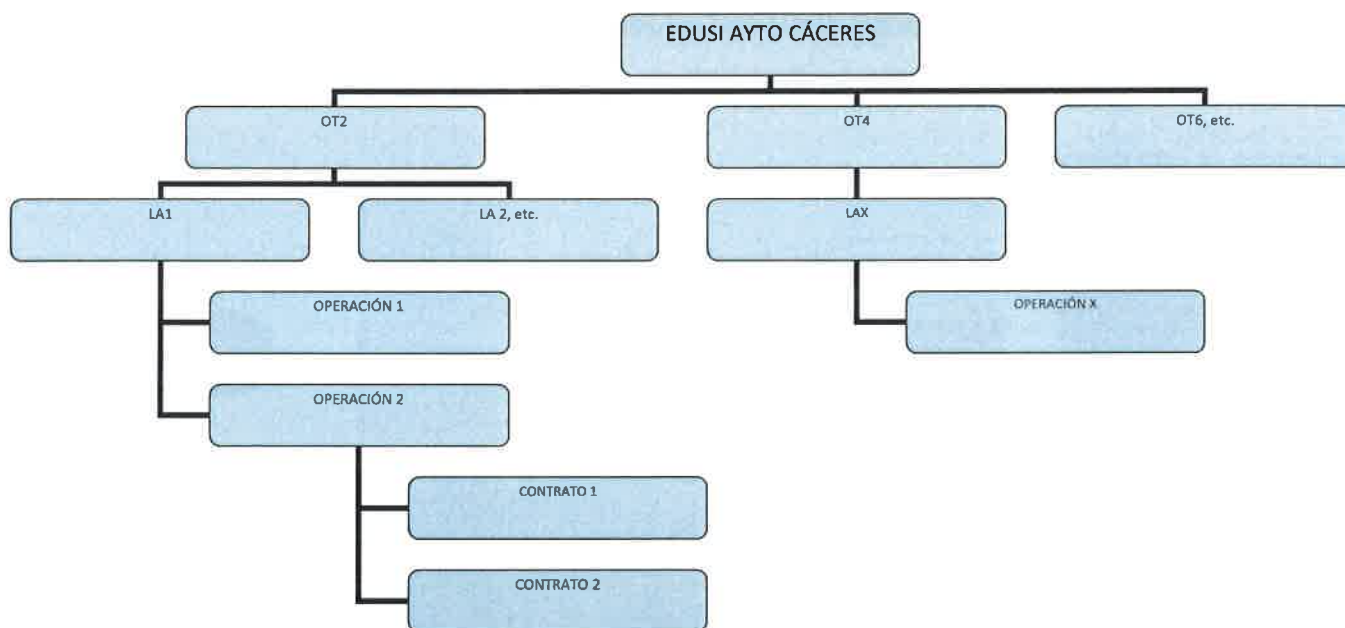 EDUSI AYTO CÁCERES
OT2
OT4
OT6, etc.
LA1
LA 2, etc.
LAX
OPERACIÓN 1
OPERACIÓN X
OPERACIÓN 2
CONTRATO 1
CONTRATO 2